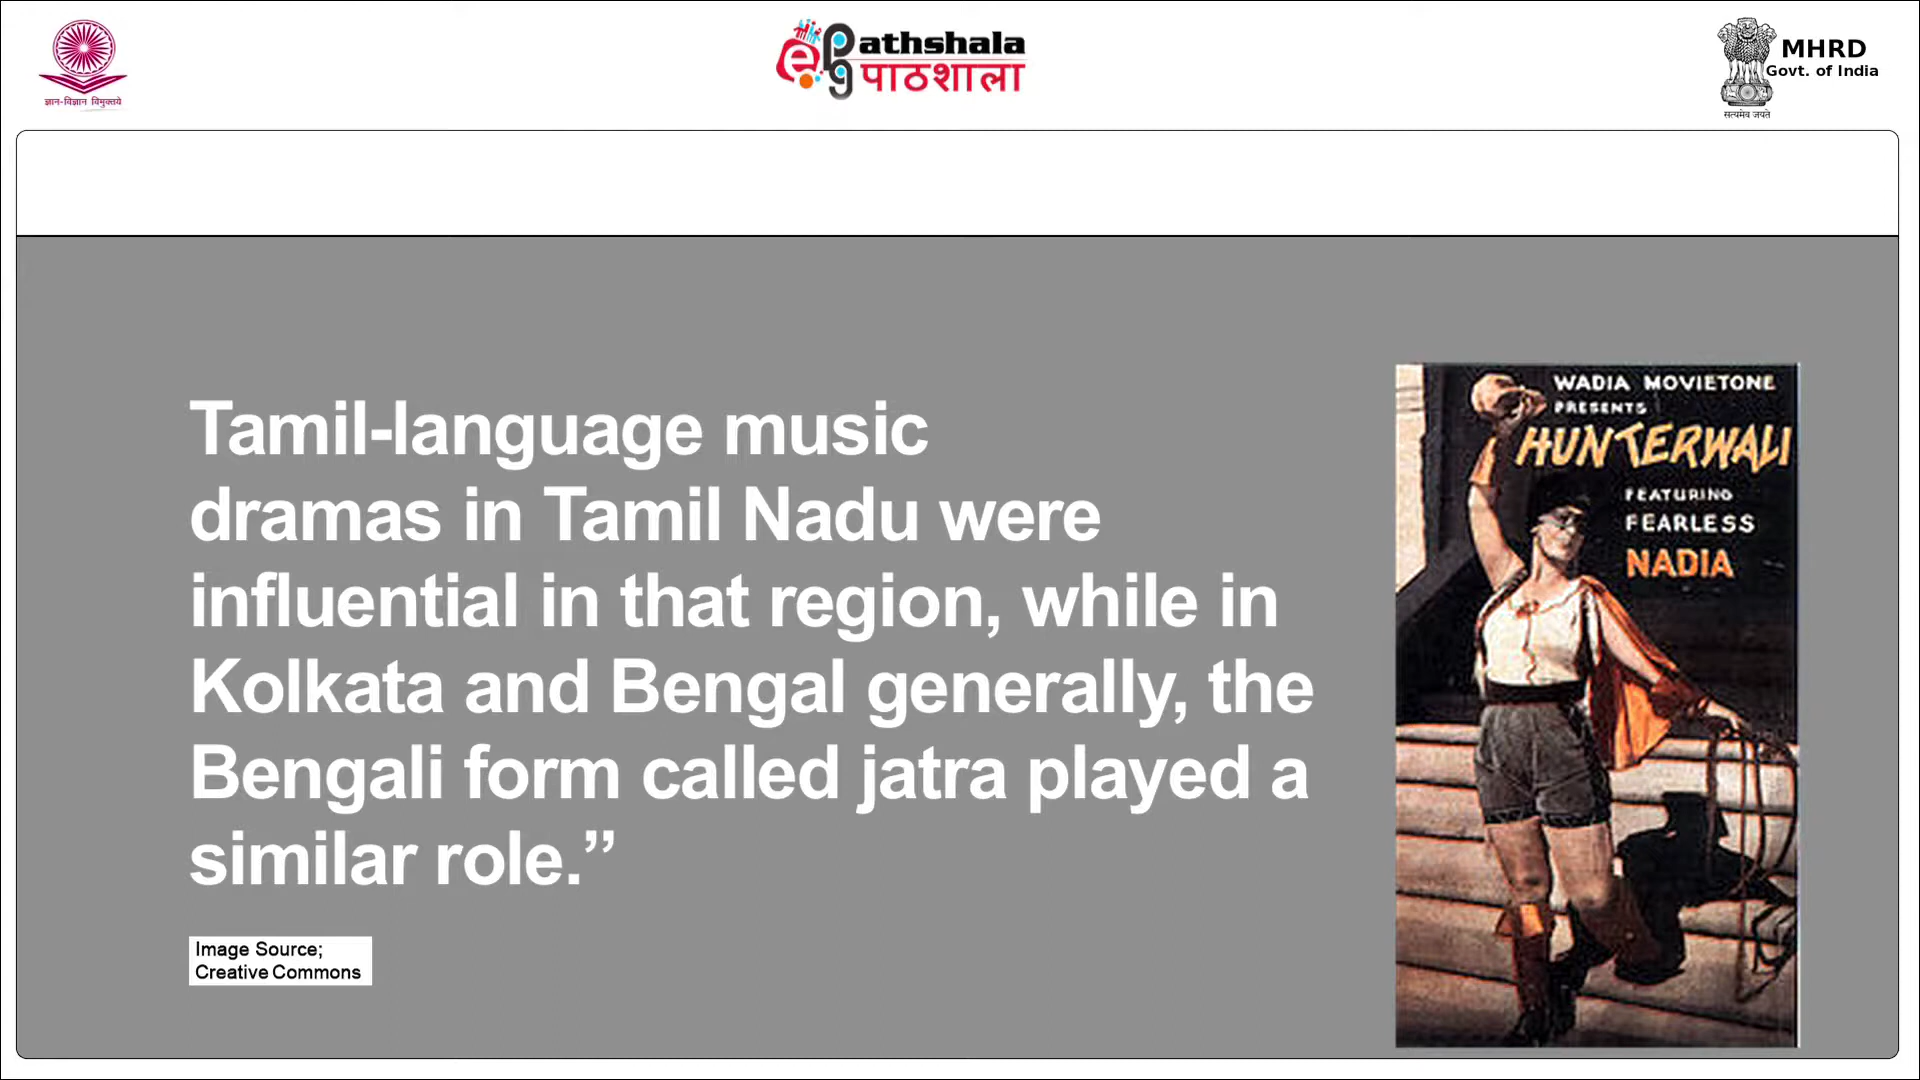 ज्ञान-विज्ञान विमुक्तये
epgathshala
पाठशाला
MHRD
Govt. of India
सत्यमेव जयते
Tamil-language music
dramas in Tamil Nadu were
influential in that region, while in
Kolkata and Bengal generally, the
Bengali form called jatra played a
similar role.”
Image Source;
Creative Commons
WADIA MOVIETONE
PRESENTS
HUNTERWALI
FEATURING
FEARLESS
NADIA